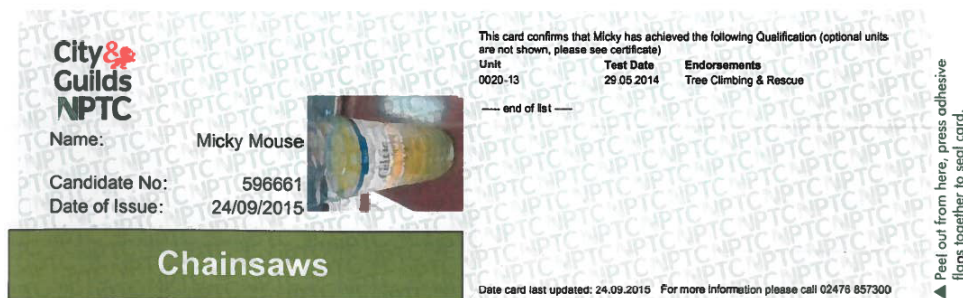 City&
Guilds
NPTC
Name: Micky Mouse
Candidate No: 596661
Date of Issue: 24/09/2015
Chainsaws
This card confirms that Micky has achieved the following Qualification (optional units
are not shown, please see certificate)
Unit Test Date Endorsements
0020-13 29.05.2014 Tree Climbing & Rescue
---- end of list ----
Date card last updated: 24.09.2015 For more information please call 02476 857300
▲ Peel out from here, press adhesive
flaps together to seal card.